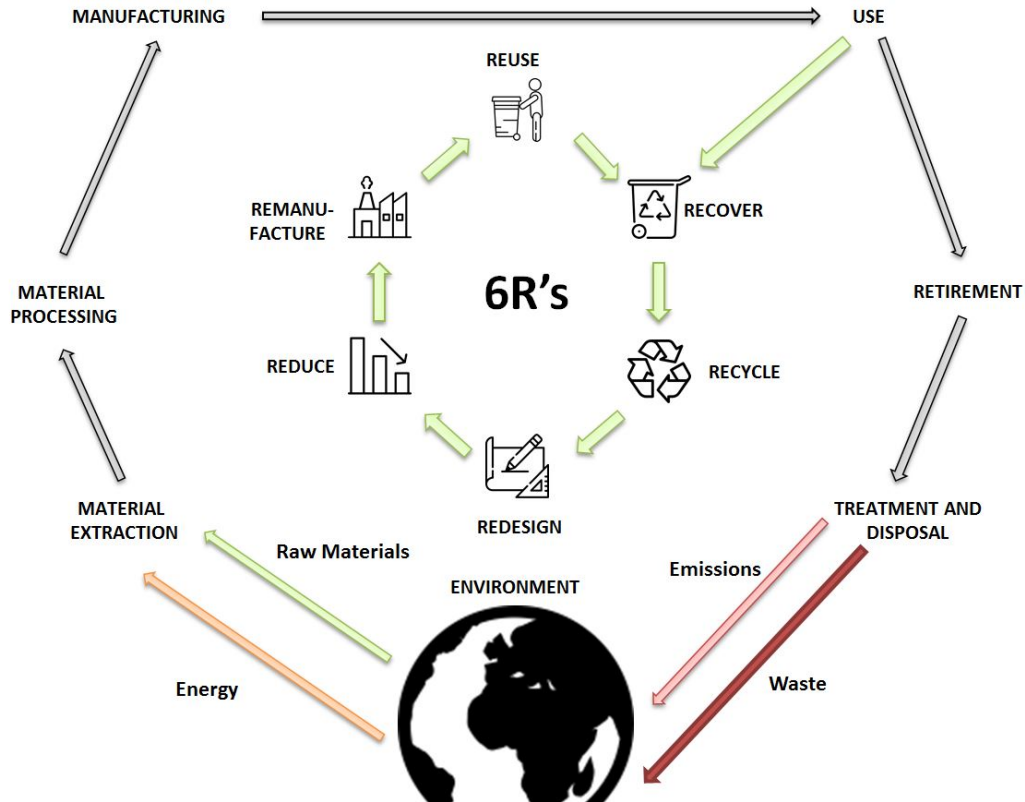 MANUFACTURING
USE
REUSE
REMANU-
FACTURE
RECOVER
6R’s
MATERIAL
PROCESSING
RETIREMENT
REDUCE
RECYCLE
MATERIAL
EXTRACTION
REDESIGN
TREATMENT AND
DISPOSAL
Raw Materials
Emissions
ENVIRONMENT
Energy
Waste